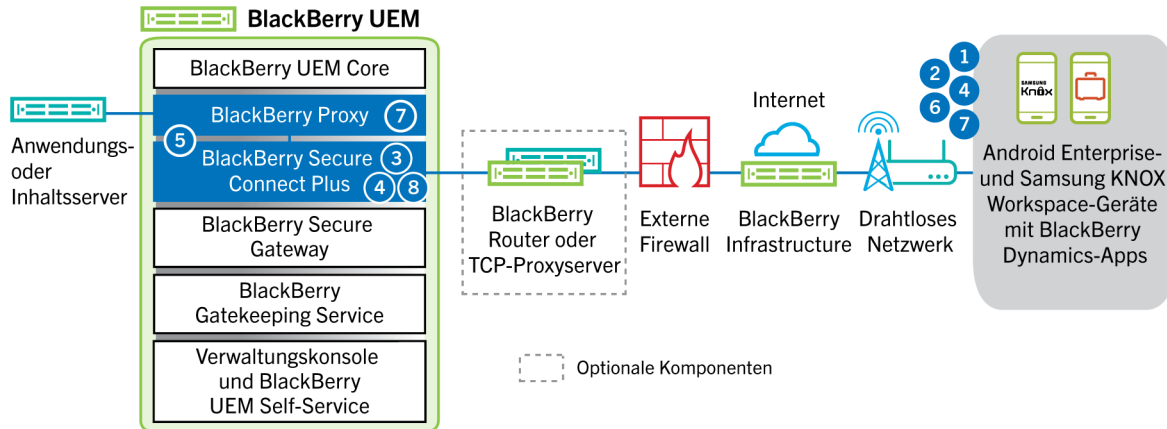 BlackBerry UEM
BlackBerry UEM Core
BlackBerry Proxy 7
5
BlackBerry Secure 3
Connect Plus 4 8
BlackBerry Secure
Gateway
BlackBerry
Gatekeeping Service
Verwaltungskonsole
und BlackBerry
UEM Self-Service
Anwendungs-
oder
Inhaltsserver
BlackBerry
Router oder
TCP-Proxyserver
Optionale Komponenten
Externe
Firewall
Internet
BlackBerry
Infrastructure
Drahtloses
Netzwerk
1
2
4
6
7
SAMSUNG
Knox
Android Enterprise-
und Samsung KNOX
Workspace-Geräte
mit BlackBerry
Dynamics-Apps